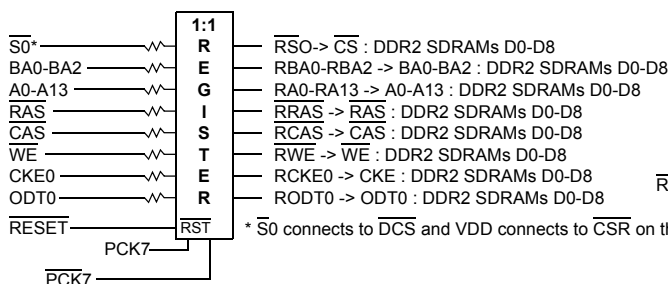 1:1
S0* R RSO-> CS : DDR2 SDRAMs D0-D8
BA0-BA2 E RBA0-RBA2 -> BA0-BA2 : DDR2 SDRAMs D0-D8
A0-A13 G RA0-RA13 -> A0-A13 : DDR2 SDRAMs D0-D8
RAS I RRAS -> RAS : DDR2 SDRAMs D0-D8
CAS S RCAS -> CAS : DDR2 SDRAMs D0-D8
WE T RWE -> WE : DDR2 SDRAMs D0-D8
CKE0 E RCKE0 -> CKE : DDR2 SDRAMs D0-D8
R
ODT0 R RODT0 -> ODT0 : DDR2 SDRAMs D0-D8
RESET RST * S0 connects to DCS and VDD connects to CSR on
PCK7
PCK7